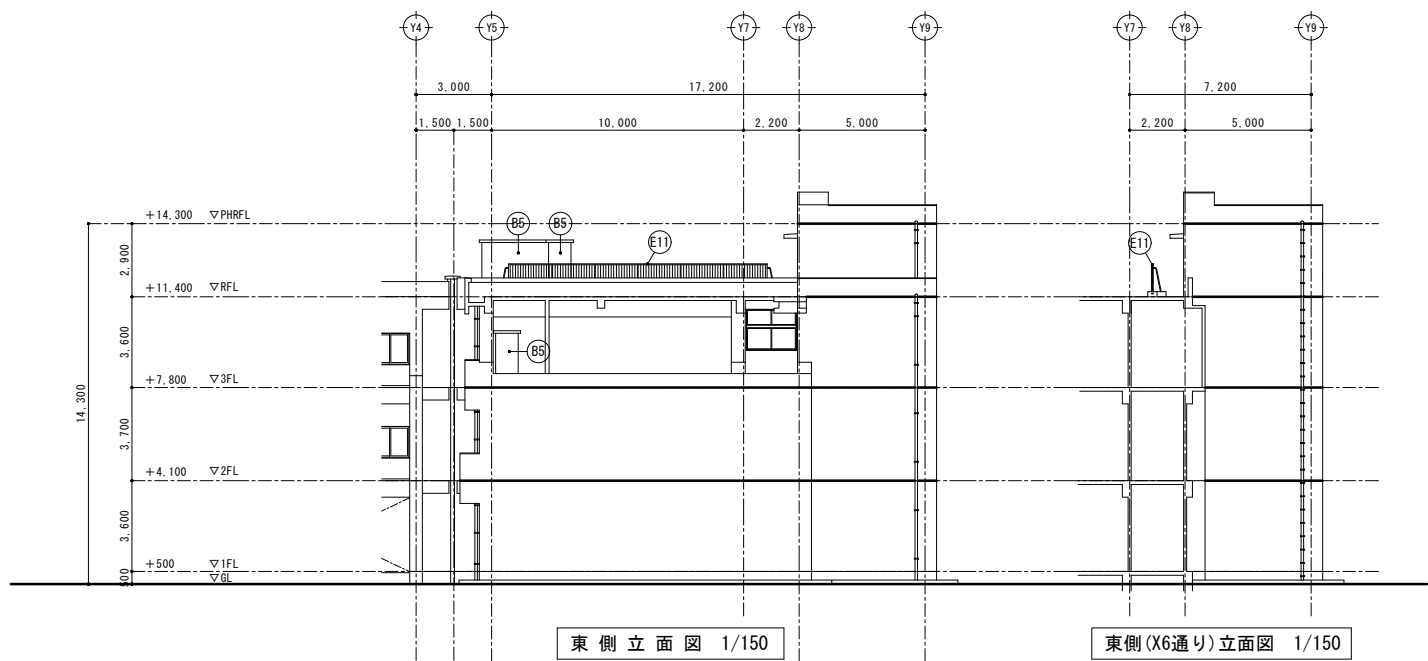 Y4 Y5 Y7 Y8 Y9 Y7 Y8 Y9
3,000 17,200 7,200
1,500 1,500 10,000 2,200 5,000 2,200 5,000
+14,300 ▽PHRFL
B5 B5
E11 E11
2,900
+11,400 ▽RFL
3,600
B5
+7,800 ▽3FL
14,300
3,700
+4,100 ▽2FL
3,600
+500 ▽1FL
500
▽GL
東側立面図 1/150
東側(X6通り)立面図 1/150